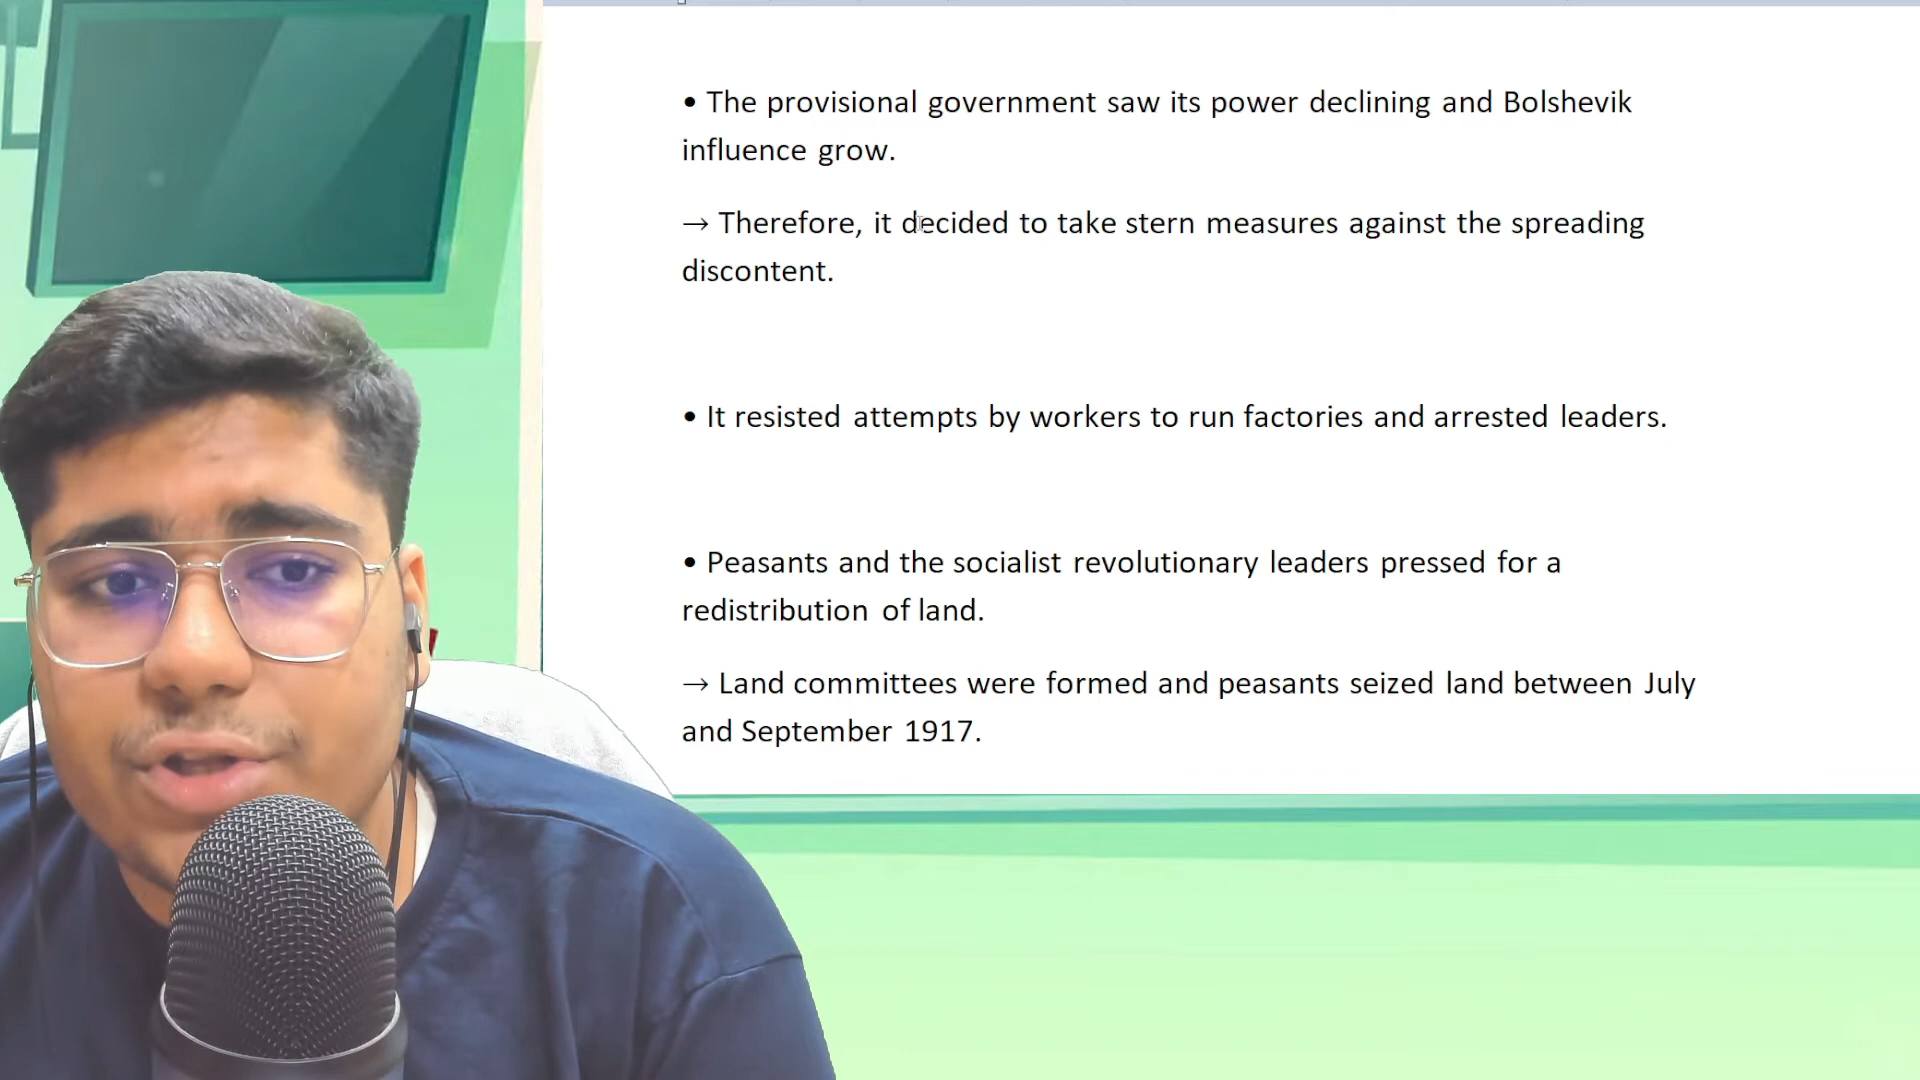 • The provisional government saw its power declining and Bolshevik
influence grow.
→ Therefore, it decided to take stern measures against the spreading
discontent.
• It resisted attempts by workers to run factories and arrested leaders.
• Peasants and the socialist revolutionary leaders pressed for a
redistribution of land.
→ Land committees were formed and peasants seized land between July
and September 1917.